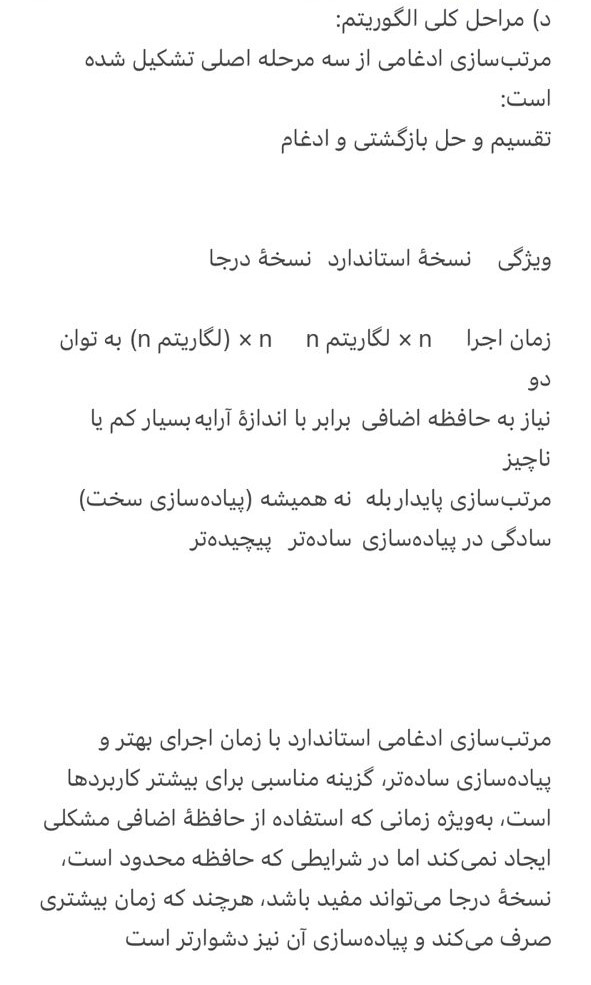 د) مراحل کلی الگوریتم:
مرتب‌سازی ادغامی از سه مرحله اصلی تشکیل شده
است:
تقسیم و حل بازگشتی و ادغام
ویژگی نسخهٔ استاندارد نسخهٔ درجا
زمان اجرا n × لگاریتم n n × (لگاریتم n) به توان
دو
نیاز به حافظه اضافی برابر با اندازهٔ آرایه بسیار کم یا
ناچیز
مرتب‌سازی پایدار بله نه همیشه (پیاده‌سازی سخت)
سادگی در پیاده‌سازی ساده‌تر پیچیده‌تر
مرتب‌سازی ادغامی استاندارد با زمان اجرای بهتر و
پیاده‌سازی ساده‌تر، گزینه مناسبی برای بیشتر کاربردها
است، به‌ویژه زمانی که استفاده از حافظهٔ اضافی مشکلی
ایجاد نمی‌کند اما در شرایطی که حافظه محدود است،
نسخهٔ درجا می‌تواند مفید باشد، هرچند که زمان بیشتری
صرف می‌کند و پیاده‌سازی آن نیز دشوارتر است